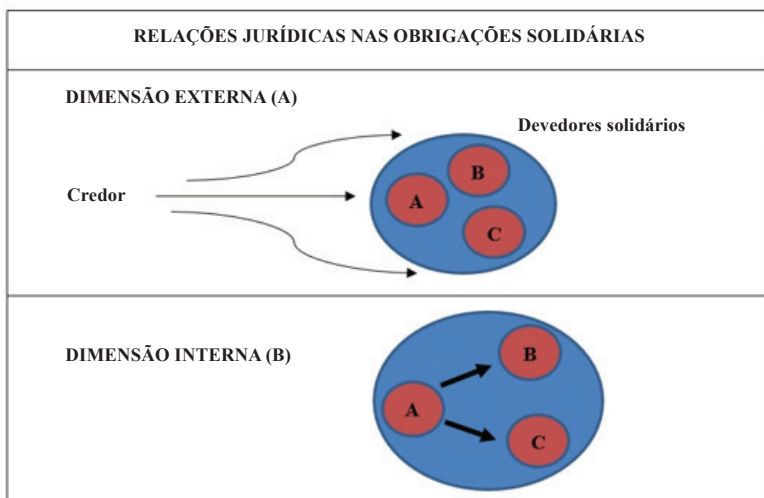 RELAÇÕES JURÍDICAS NAS OBRIGAÇÕES SOLIDÁRIAS
DIMENSÃO EXTERNA (A)
Devedores solidários
Credor
A
B
C
DIMENSÃO INTERNA (B)
A
B
C